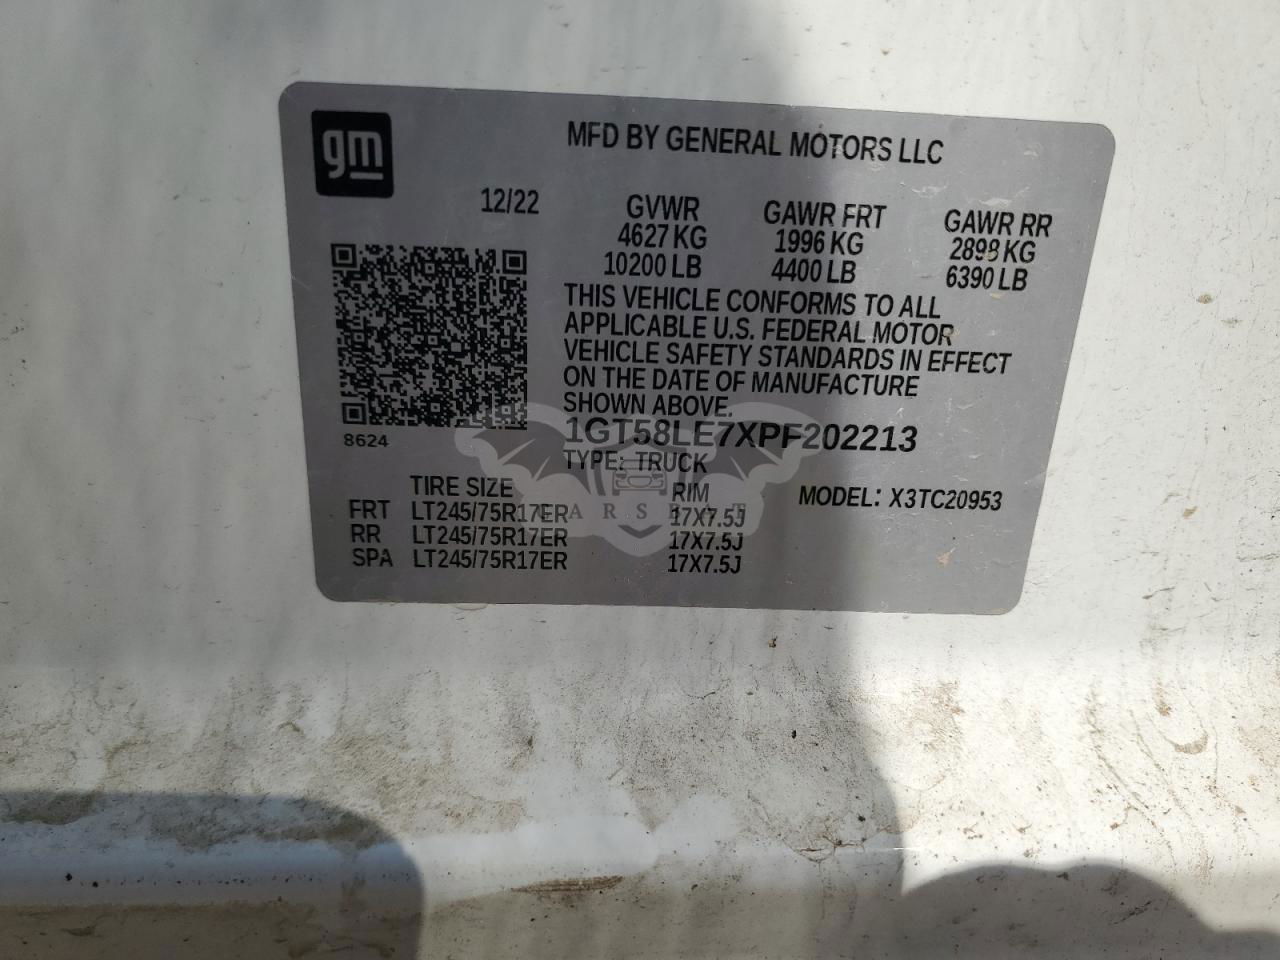 gm
MFD BY GENERAL MOTORS LLC
12/22
GVWR GAWR FRT GAWR RR
4627 KG 1996 KG 2898 KG
10200 LB 4400 LB 6390 LB
THIS VEHICLE CONFORMS TO ALL
APPLICABLE U.S. FEDERAL MOTOR
VEHICLE SAFETY STANDARDS IN EFFECT
ON THE DATE OF MANUFACTURE
SHOWN ABOVE.
8624
1GT58LE7XPF202213
TYPE: TRUCK
TIRE SIZE RIM MODEL: X3TC20953
FRT LT245/75R17ER 17X7.5J
RR LT245/75R17ER 17X7.5J
SPA LT245/75R17ER 17X7.5J